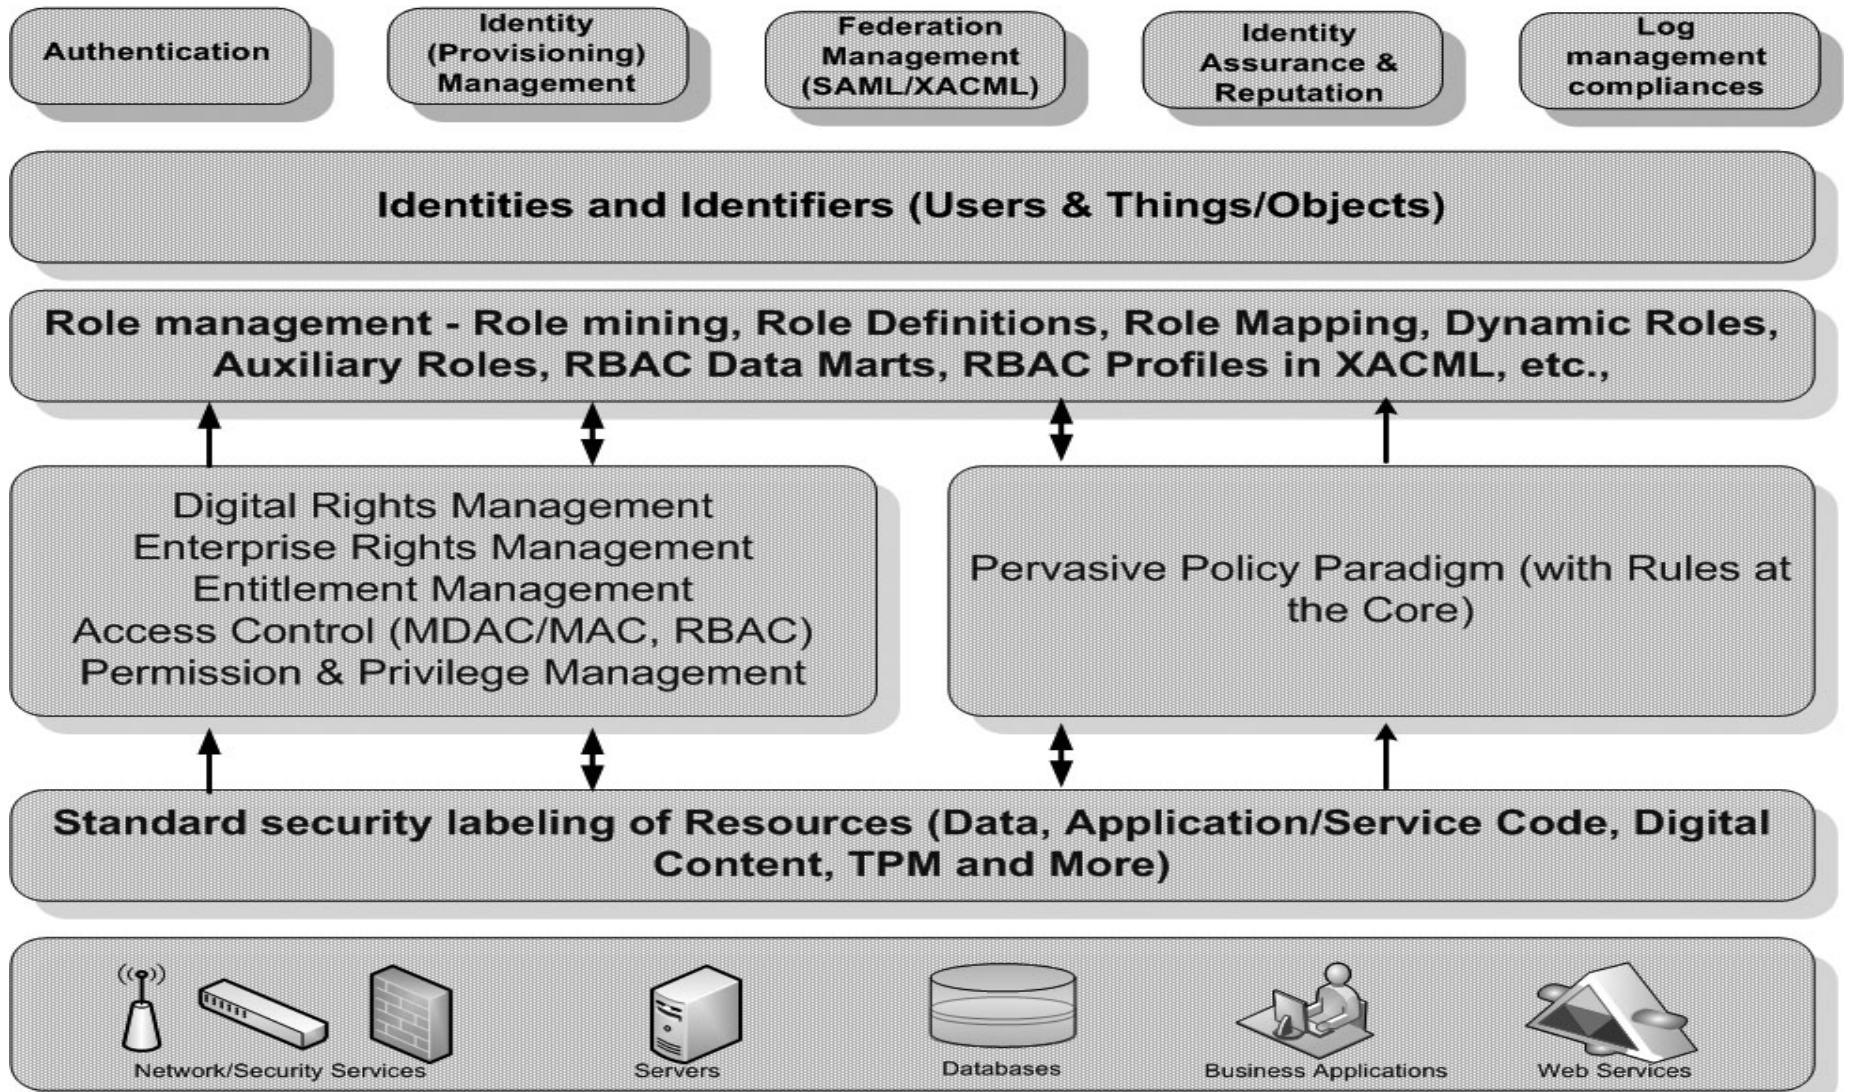 Authentication
Identity
(Provisioning)
Management
Federation
Management
(SAML/XACML)
Identity
Assurance &
Reputation
Log
management
compliances
Identities and Identifiers (Users & Things/Objects)
Role management - Role mining, Role Definitions, Role Mapping, Dynamic Roles,
Auxiliary Roles, RBAC Data Marts, RBAC Profiles in XACML, etc.,
Digital Rights Management
Enterprise Rights Management
Entitlement Management
Access Control (MDAC/MAC, RBAC)
Permission & Privilege Management
Pervasive Policy Paradigm (with Rules at
the Core)
Standard security labeling of Resources (Data, Application/Service Code, Digital
Content, TPM and More)
Network/Security Services
Servers
Databases
Business Applications
Web Services